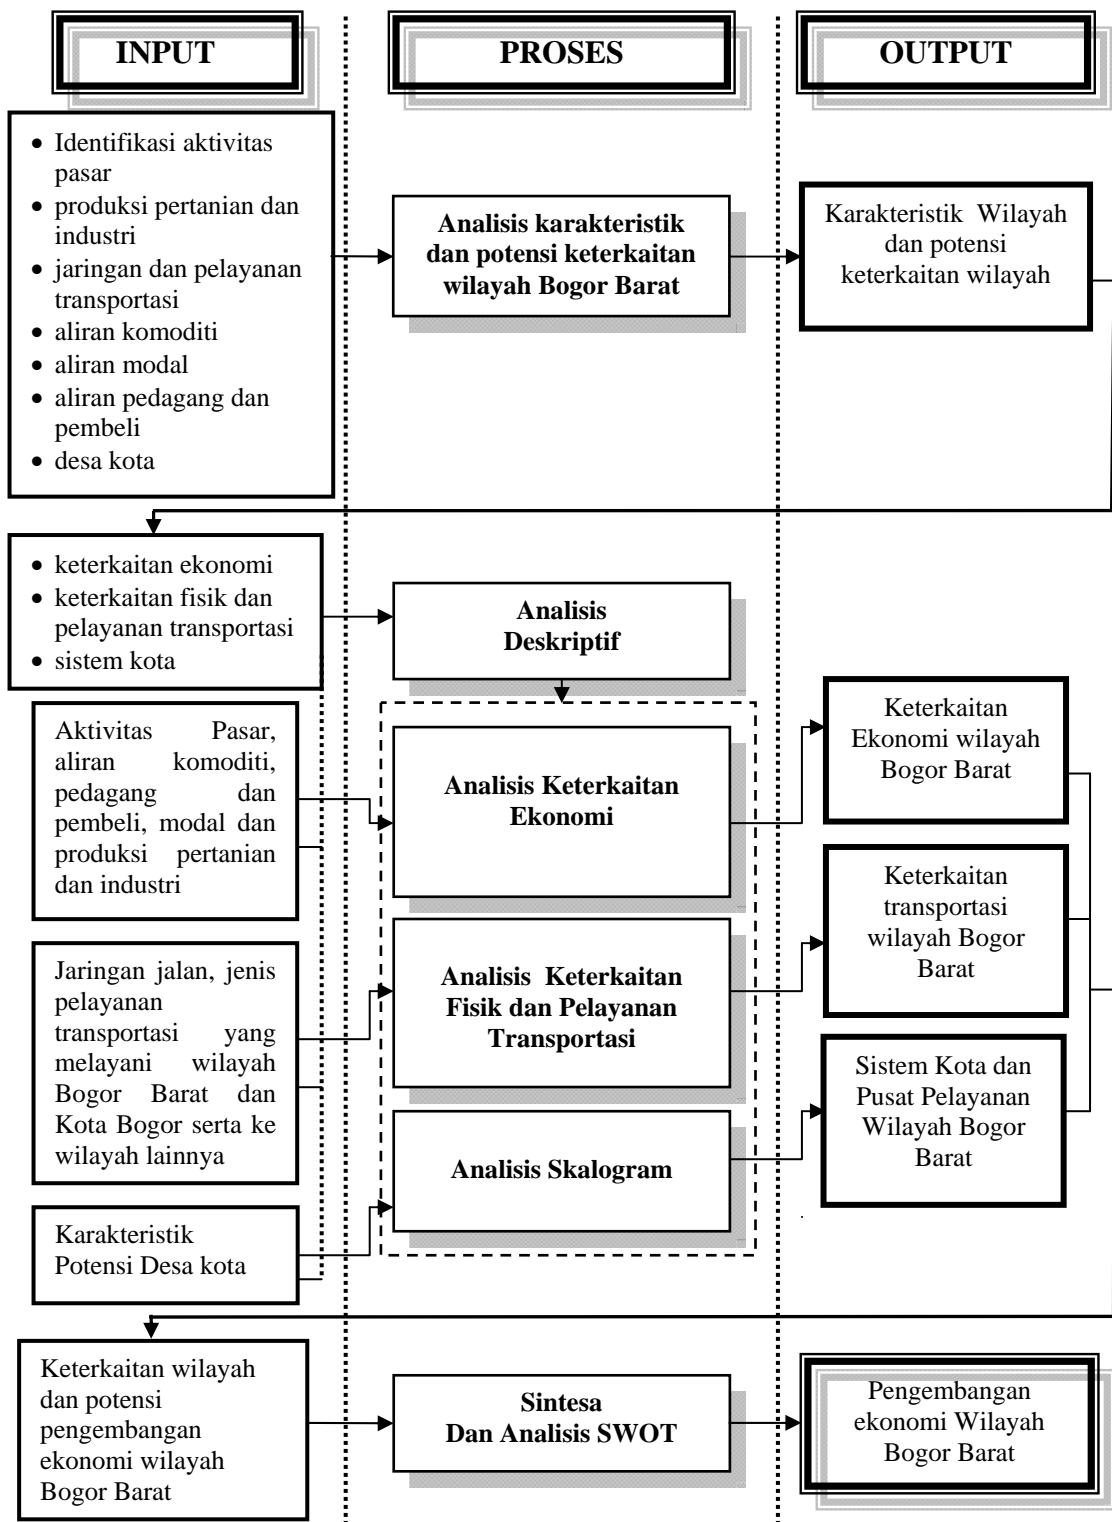 INPUT
PROSES
OUTPUT
• Identifikasi aktivitas
pasar
• produksi pertanian dan
industri
• jaringan dan pelayanan
transportasi
• aliran komoditi
• aliran modal
• aliran pedagang dan
pembeli
• desa kota
Analisis karakteristik
dan potensi keterkaitan
wilayah Bogor Barat
Karakteristik Wilayah
dan potensi
keterkaitan wilayah
• keterkaitan ekonomi
• keterkaitan fisik dan
pelayanan transportasi
• sistem kota
Analisis
Deskriptif
Aktivitas Pasar,
aliran komoditi,
pedagang dan
pembeli, modal dan
produksi pertanian
dan industri
Analisis Keterkaitan
Ekonomi
Keterkaitan
Ekonomi wilayah
Bogor Barat
Jaringan jalan, jenis
pelayanan
transportasi yang
melayani wilayah
Bogor Barat dan
Kota Bogor serta ke
wilayah lainnya
Analisis Keterkaitan
Fisik dan Pelayanan
Transportasi
Keterkaitan
transportasi
wilayah Bogor
Barat
Karakteristik
Potensi Desa kota
Analisis Skalogram
Sistem Kota dan
Pusat Pelayanan
Wilayah Bogor
Barat
Keterkaitan wilayah
dan potensi
pengembangan
ekonomi wilayah
Bogor Barat
Sintesa
Dan Analisis SWOT
Pengembangan
ekonomi Wilayah
Bogor Barat